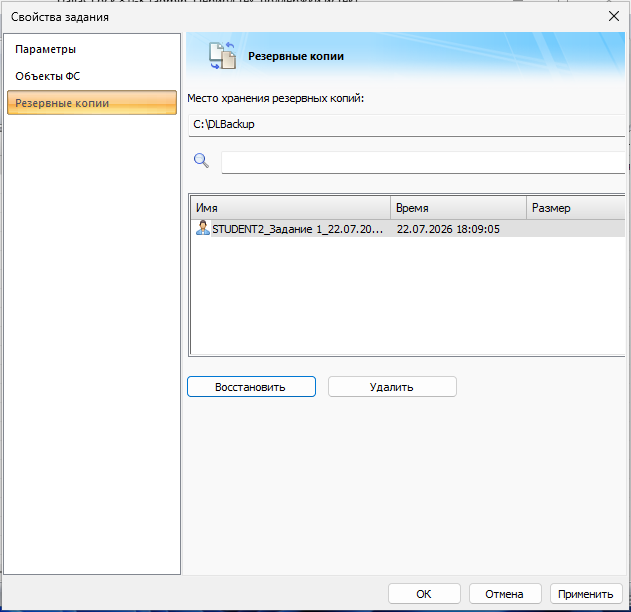 Свойства задания
Параметры
Объекты ФС
Резервные копии
Резервные копии
Место хранения резервных копий:
C:\DLBackup
Имя Время Размер
STUDENT2_Задание 1_22.07.20... 22.07.2026 18:09:05
Восстановить Удалить
ОК Отмена Применить